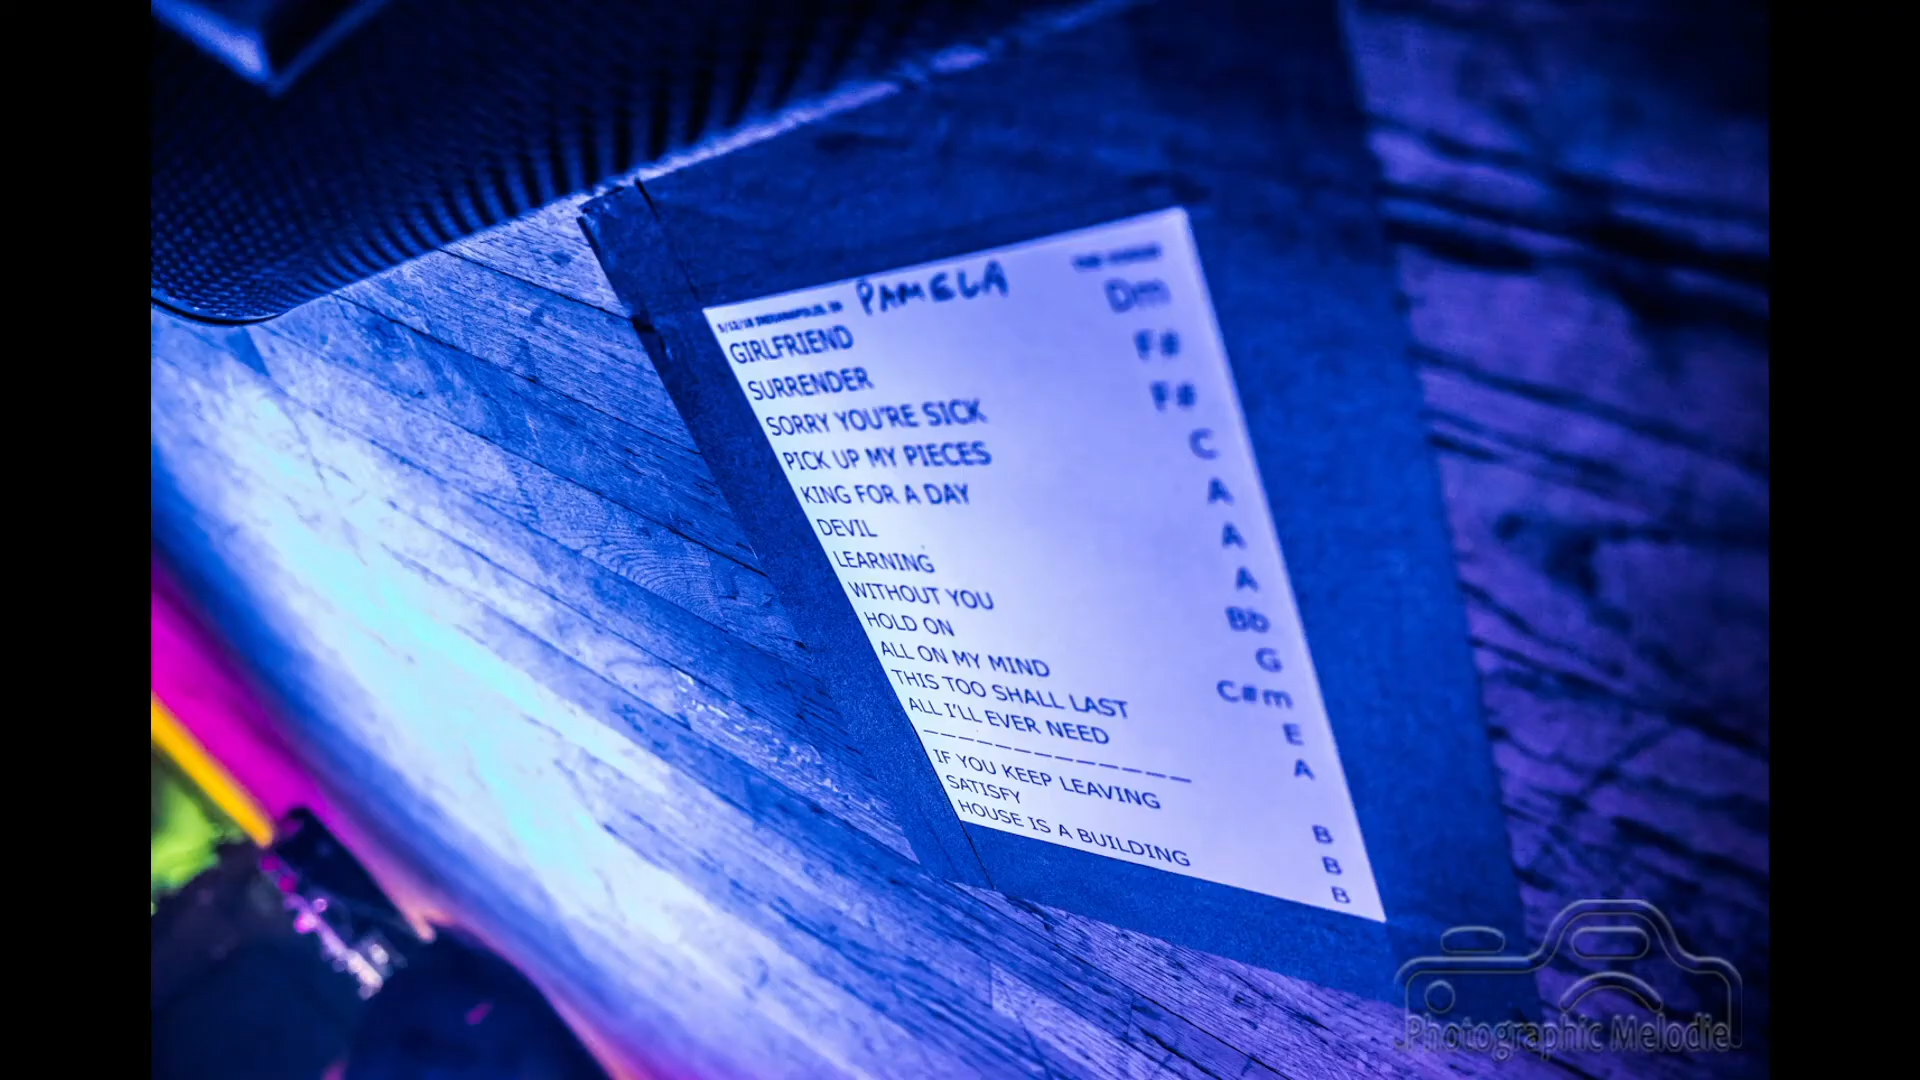 PAMELA
GIRLFRIEND Dm
SURRENDER F#
SORRY YOU'RE SICK F#
PICK UP MY PIECES C
KING FOR A DAY A
DEVIL A
LEARNING A
WITHOUT YOU Bb
HOLD ON G
ALL ON MY MIND C#m
THIS TOO SHALL LAST E
ALL I'LL EVER NEED A
____________
IF YOU KEEP LEAVING B
SATISFY B
HOUSE IS A BUILDING B
Photographic Melodie